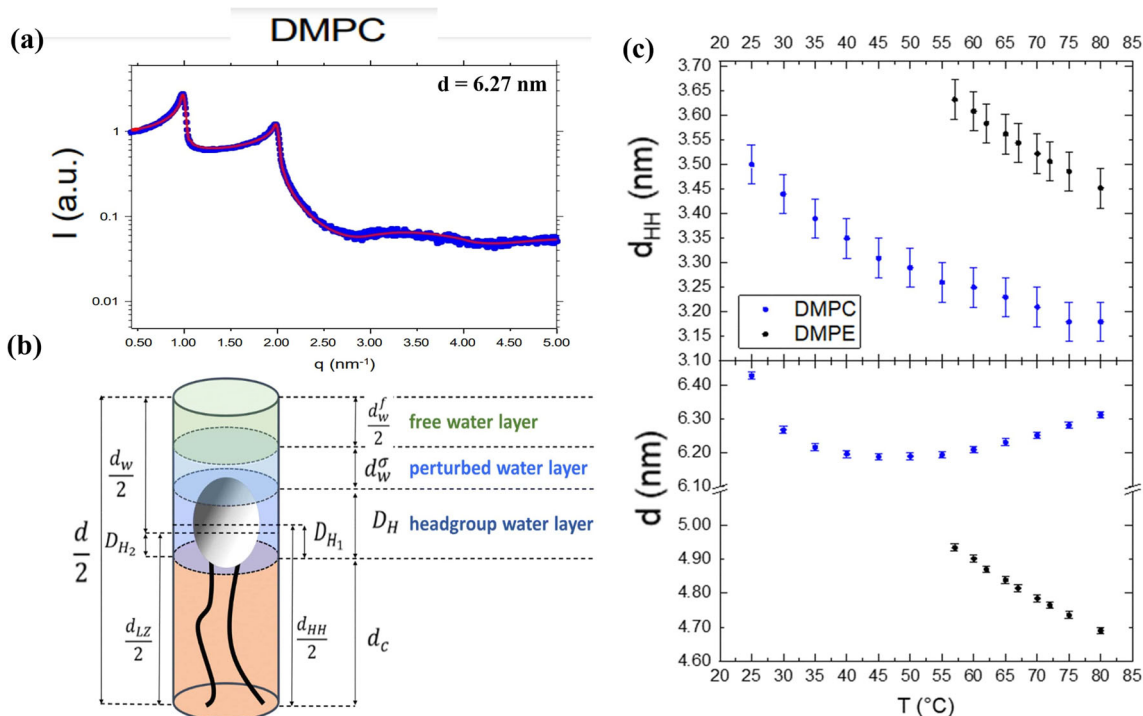 (a)
DMPC
d = 6.27 nm
I (a.u.)
1
0.1
0.01
0.50 1.00 1.50 2.00 2.50 3.00 3.50 4.00 4.50 5.00
q (nm⁻¹)
(b)
d_w^f/2 free water layer
d_w^σ perturbed water layer
D_H headgroup water layer
d_w/2
D_H₂
D_H₁
d/2
d_LZ/2
d_HH/2
d_c
(c)
20 25 30 35 40 45 50 55 60 65 70 75 80 85
3.70
3.65
3.60
3.55
3.50
3.45
3.40
3.35
3.30
3.25
3.20
3.15
3.10
d_HH (nm)
DMPC
DMPE
6.40
6.30
6.20
6.10
5.00
4.90
4.80
4.70
4.60
d (nm)
20 25 30 35 40 45 50 55 60 65 70 75 80 85
T (°C)